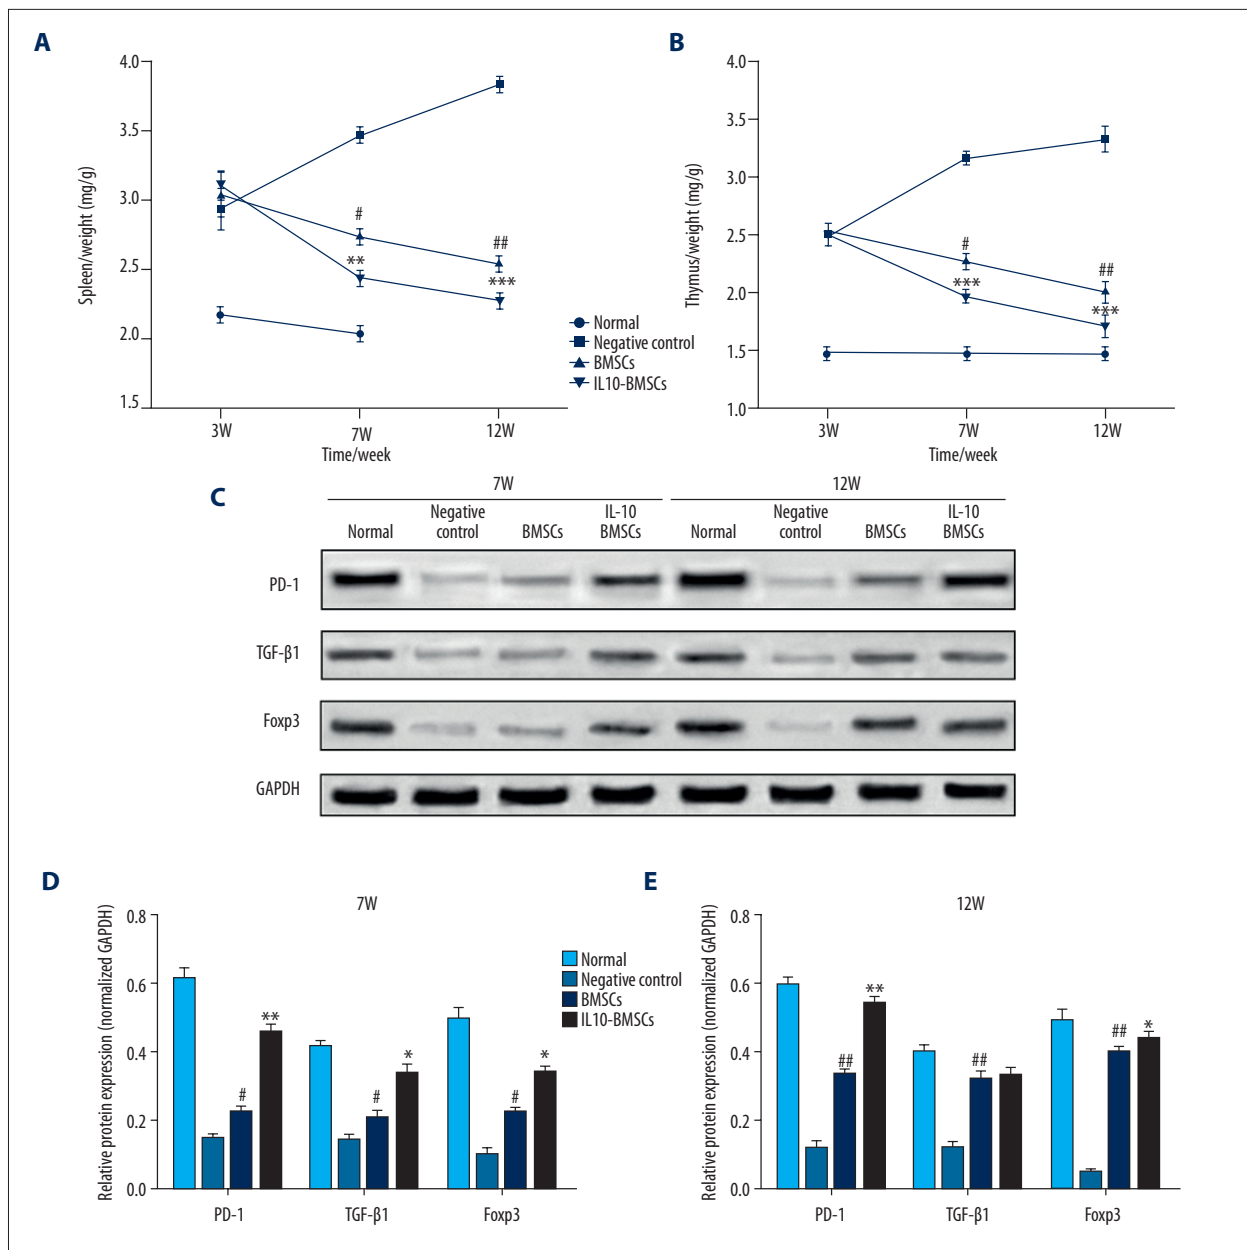 A
B
4.0
3.5
3.0
2.5
2.0
1.5
Spleen/weight (mg/g)
#
##
**
***
3W
7W
12W
Time/week
Normal
Negative control
BMSCs
IL10-BMSCs
4.0
3.5
3.0
2.5
2.0
1.5
1.0
Thymus/weight (mg/g)
#
##
***
***
3W
7W
12W
Time/week
C
7W
12W
Normal
Negative
control
BMSCs
IL-10
BMSCs
Normal
Negative
control
BMSCs
IL-10
BMSCs
PD-1
TGF-β1
Foxp3
GAPDH
D
7W
Relative protein expression (normalized GAPDH)
0.8
0.6
0.4
0.2
0.0
#
**
#
*
#
*
PD-1
TGF-β1
Foxp3
Normal
Negative control
BMSCs
IL10-BMSCs
E
12W
Relative protein expression (normalized GAPDH)
0.8
0.6
0.4
0.2
0.0
##
**
##
##
*
PD-1
TGF-β1
Foxp3